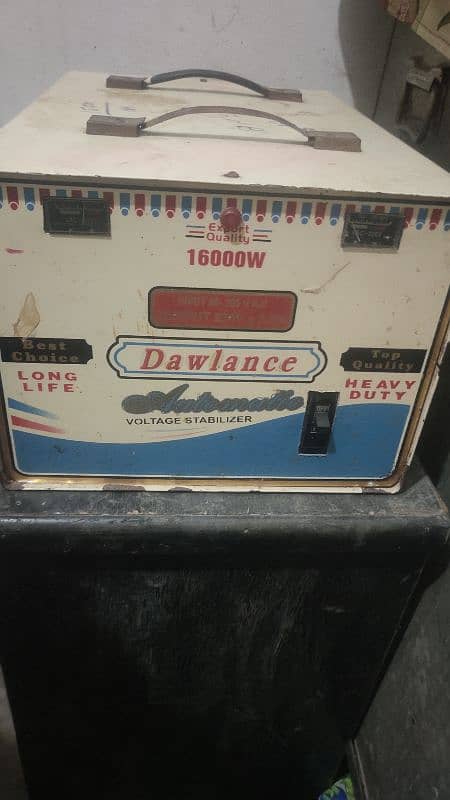 Export
Quality
16000W
Best
Choice
LONG
LIFE
Dawlance
Top
Quality
HEAVY
DUTY
Automatic
VOLTAGE STABILIZER